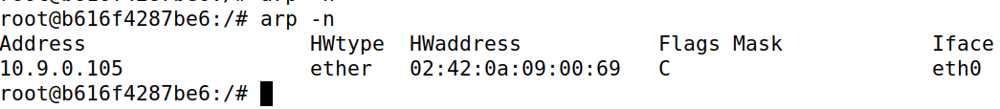 arp -n
root@b616f4287be6:/# arp -n
Address HWtype HWaddress Flags Mask Iface
10.9.0.105 ether 02:42:0a:09:00:69 C eth0
root@b616f4287be6:/#